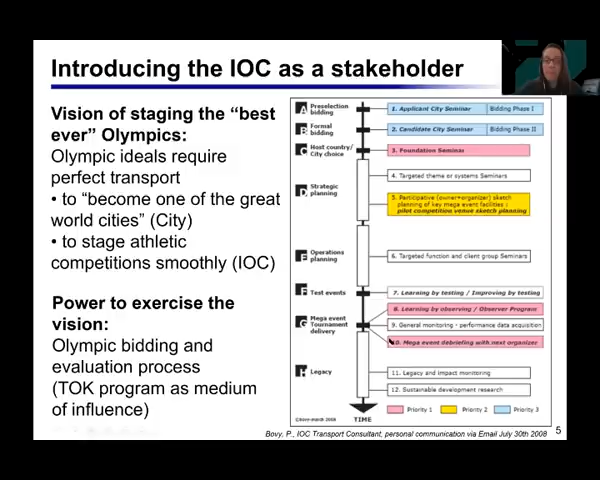 Introducing the IOC as a stakeholder
Vision of staging the “best
ever” Olympics:
Olympic ideals require
perfect transport
• to “become one of the great
world cities” (City)
• to stage athletic
competitions smoothly (IOC)
Power to exercise the
vision:
Olympic bidding and
evaluation process
(TOK program as medium
of influence)
A Preselection
bidding
1. Applicant City Seminar
Bidding Phase I
B Formal
bidding
2. Candidate City Seminar
Bidding Phase II
C Host country/
City choice
3. Foundation Seminar
4. Targeted theme or systems Seminars
D Strategic
planning
5. Participative (owner+organizer) sketch
planning of key mega event facilities :
pilot competition venue sketch planning
E Operations
planning
6. Targeted function and client group Seminars
F Test events
7. Learning by testing / Improving by testing
8. Learning by observing / Observer Program
G Mega event
Tournament
delivery
9. General monitoring - performance data acquisition
10. Mega event debriefing with next organizer
H Legacy
11. Legacy and impact monitoring
12. Sustainable development research
Priority 1
Priority 2
Priority 3
©bovy-march 2008
TIME
Bovy, P., IOC Transport Consultant, personal communication via Email July 30th 2008
5